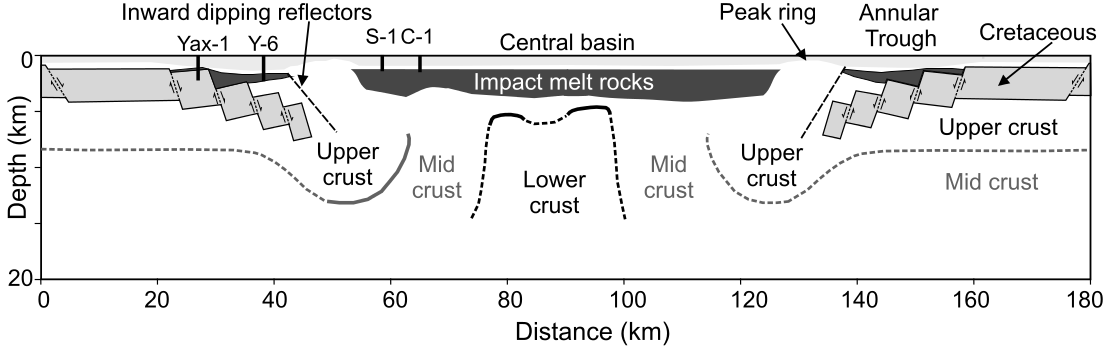 Inward dipping reflectors
Peak ring
Annular
Trough
Cretaceous
Yax-1
Y-6
S-1
C-1
Central basin
Impact melt rocks
0
Depth (km)
20
Upper
crust
Mid
crust
Lower
crust
Mid
crust
Upper
crust
Upper crust
Mid crust
0
20
40
60
80
100
120
140
160
180
Distance (km)